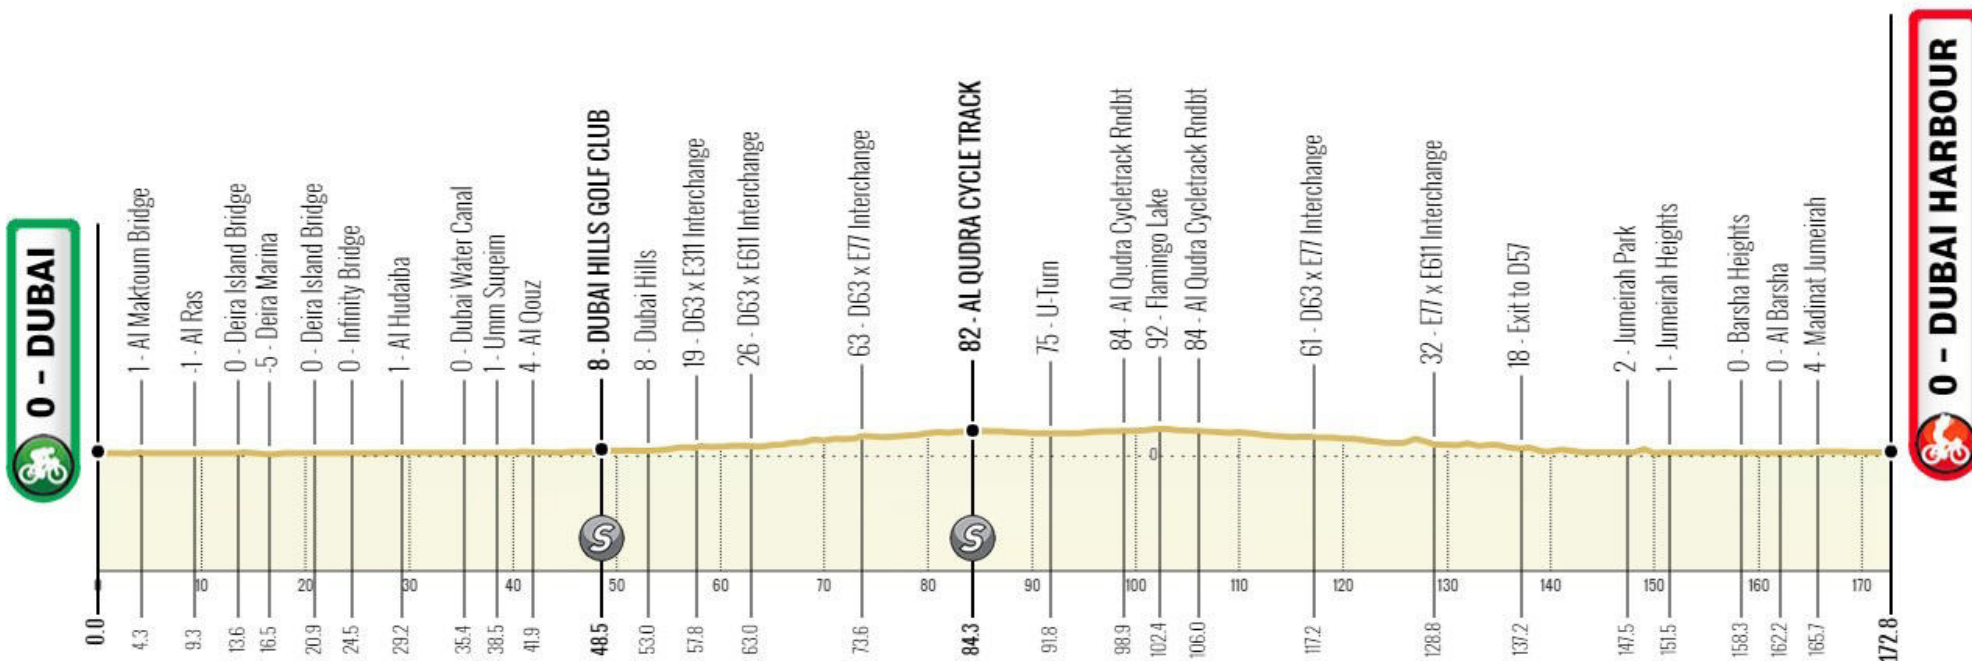 0 - DUBAI
1 - Al Maktoum Bridge
-1 - Al Ras
0 - Deira Island Bridge
-5 - Deira Marina
0 - Deira Island Bridge
0 - Infinity Bridge
1 - Al Hudaiba
0 - Dubai Water Canal
1 - Umm Suqeim
4 - Al Qouz
8 - DUBAI HILLS GOLF CLUB
8 - Dubai Hills
19 - D63 x E311 Interchange
26 - D63 x E611 Interchange
63 - D63 x E77 Interchange
82 - AL QUDRA CYCLE TRACK
75 - U-Turn
84 - Al Qudra Cycletrack Rndbt
92 - Flamingo Lake
84 - Al Qudra Cycletrack Rndbt
61 - D63 x E77 Interchange
32 - E77 x E611 Interchange
18 - Exit to D57
2 - Jumeirah Park
1 - Jumeirah Heights
0 - Barsha Heights
0 - Al Barsha
4 - Madinat Jumeirah
0 - DUBAI HARBOUR
0
S
S
0 10 20 30 40 50 60 70 80 90 100 110 120 130 140 150 160 170
0.0 4.3 9.3 13.6 16.5 20.9 24.5 29.2 35.4 38.5 41.9 48.5 53.0 57.8 63.0 73.6 84.3 91.8 98.9 102.4 106.0 117.2 128.8 137.2 147.5 151.5 158.3 162.2 165.7 172.8